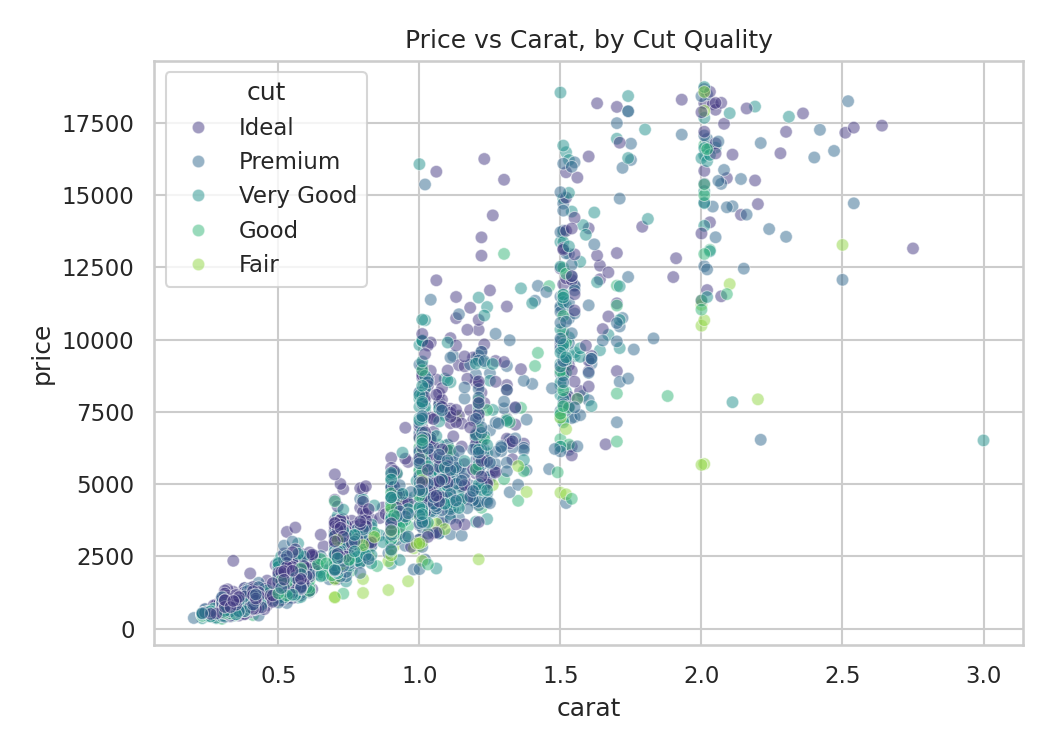 Price vs Carat, by Cut Quality
cut
Ideal
Premium
Very Good
Good
Fair
price
17500
15000
12500
10000
7500
5000
2500
0
0.5 1.0 1.5 2.0 2.5 3.0
carat